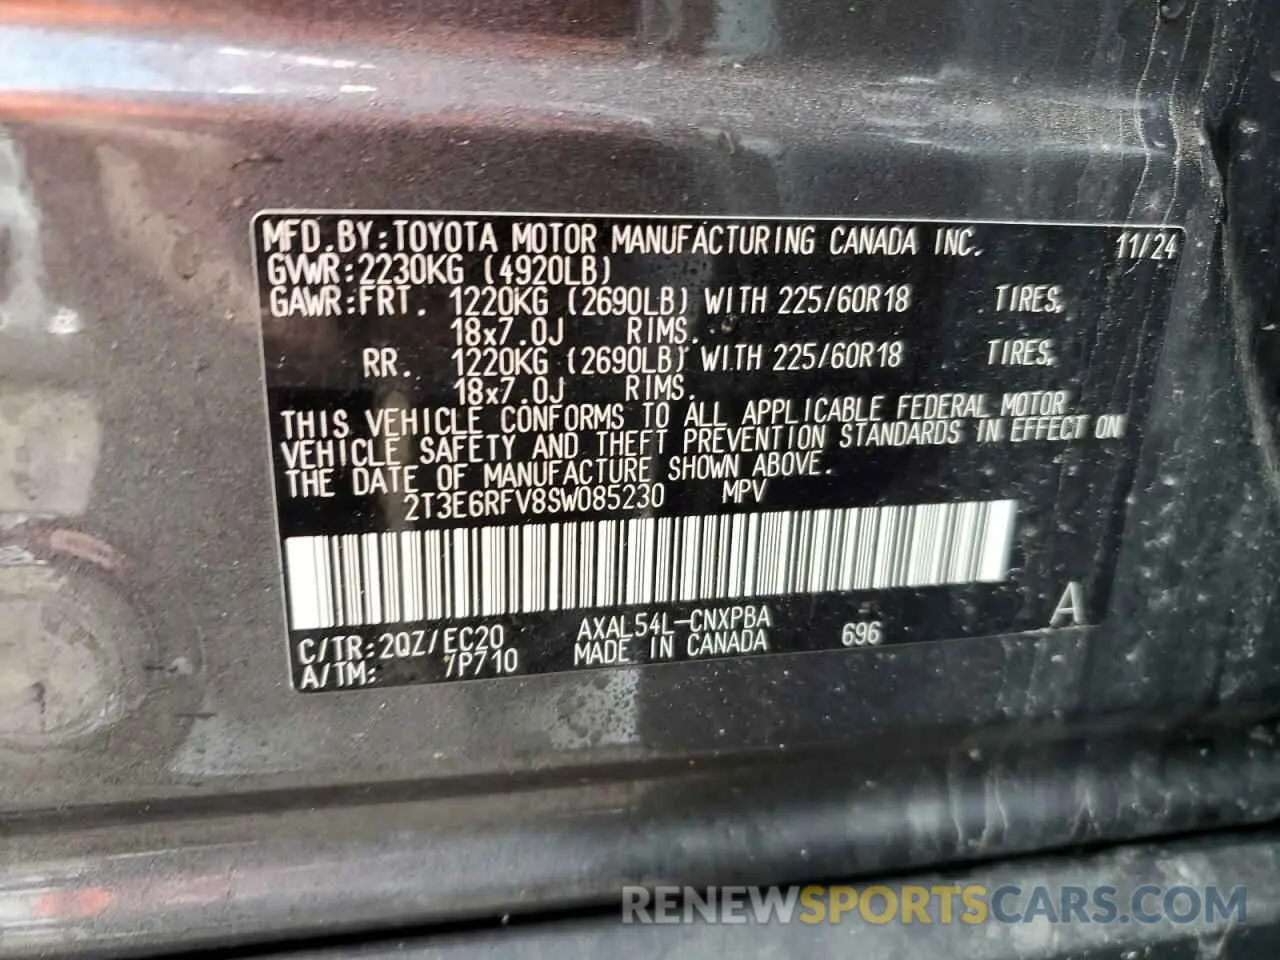 MFD.BY:TOYOTA MOTOR MANUFACTURING CANADA INC. 11/24
GVWR:2230KG (4920LB)
GAWR:FRT. 1220KG (2690LB) WITH 225/60R18 TIRES,
18x7.0J RIMS.
RR. 1220KG (2690LB) WITH 225/60R18 TIRES,
18x7.0J RIMS.
THIS VEHICLE CONFORMS TO ALL APPLICABLE FEDERAL MOTOR
VEHICLE SAFETY AND THEFT PREVENTION STANDARDS IN EFFECT ON
THE DATE OF MANUFACTURE SHOWN ABOVE.
2T3E6RFV8SW085230 MPV
C/TR:2QZ/EC20 AXAL54L-CNXPBA 696 A
A/TM: 7P710 MADE IN CANADA
RENEWSPORTSCARS.COM